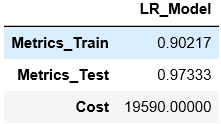 LR_Model
Metrics_Train 0.90217
Metrics_Test 0.97333
Cost 19590.00000